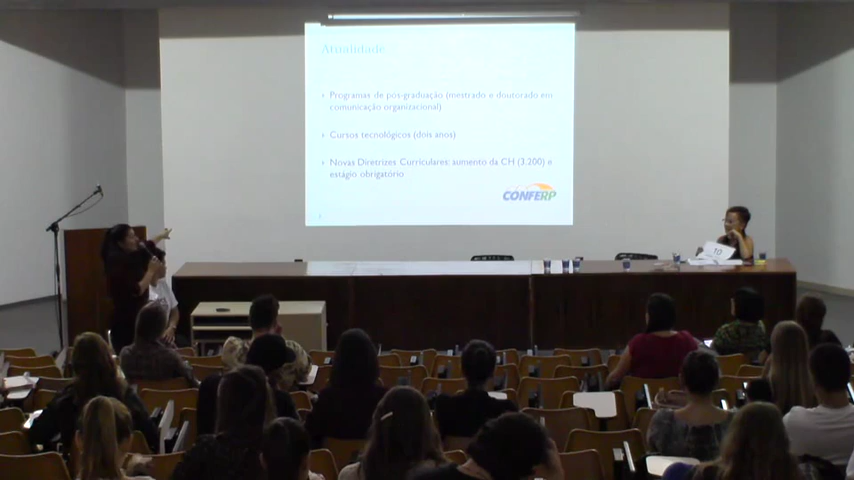 Atualidade
Programas de pós-graduação (mestrado e doutorado em
comunicação organizacional)
Cursos tecnológicos (dois anos)
Novas Diretrizes Curriculares: aumento da CH (3.200) e
estágio obrigatório
CONFERP
10